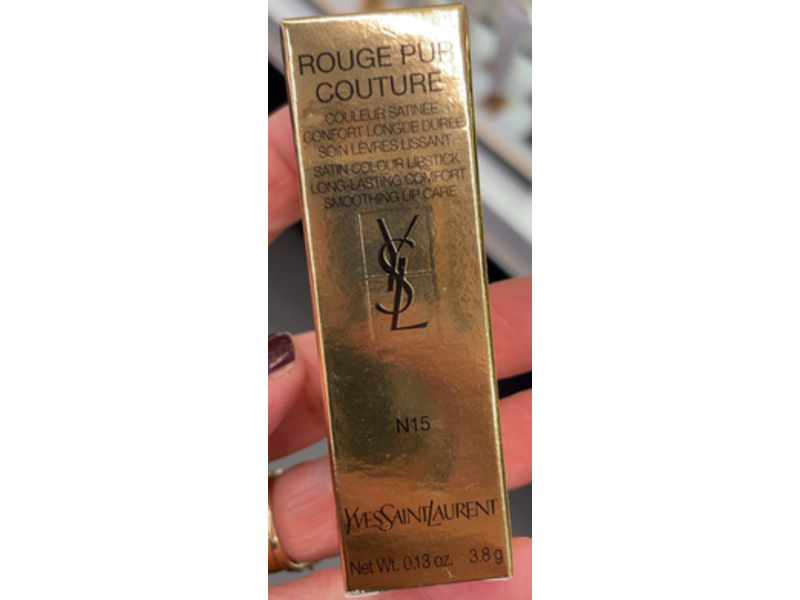 ROUGE PUR
COUTURE
COULEUR SATINÉE
CONFORT LONGUE DURÉE
SOIN LÈVRES LISSANT
SATIN COLOUR LIPSTICK
LONG-LASTING COMFORT
SMOOTHING LIP CARE
YSL
N15
YVESSAINTLAURENT
Net Wt. 0.13 oz. 3.8 g